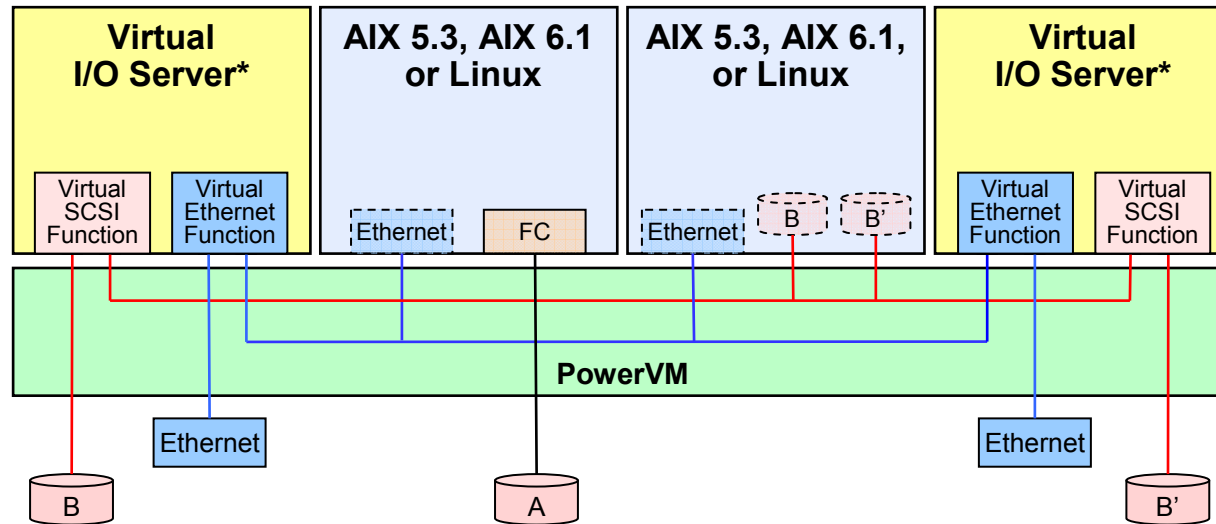 Virtual
I/O Server*
AIX 5.3, AIX 6.1
or Linux
AIX 5.3, AIX 6.1,
or Linux
Virtual
I/O Server*
Virtual
SCSI
Function
Virtual
Ethernet
Function
Ethernet
FC
Ethernet
B
B’
Virtual
Ethernet
Function
Virtual
SCSI
Function
PowerVM
Ethernet
Ethernet
B
A
B’